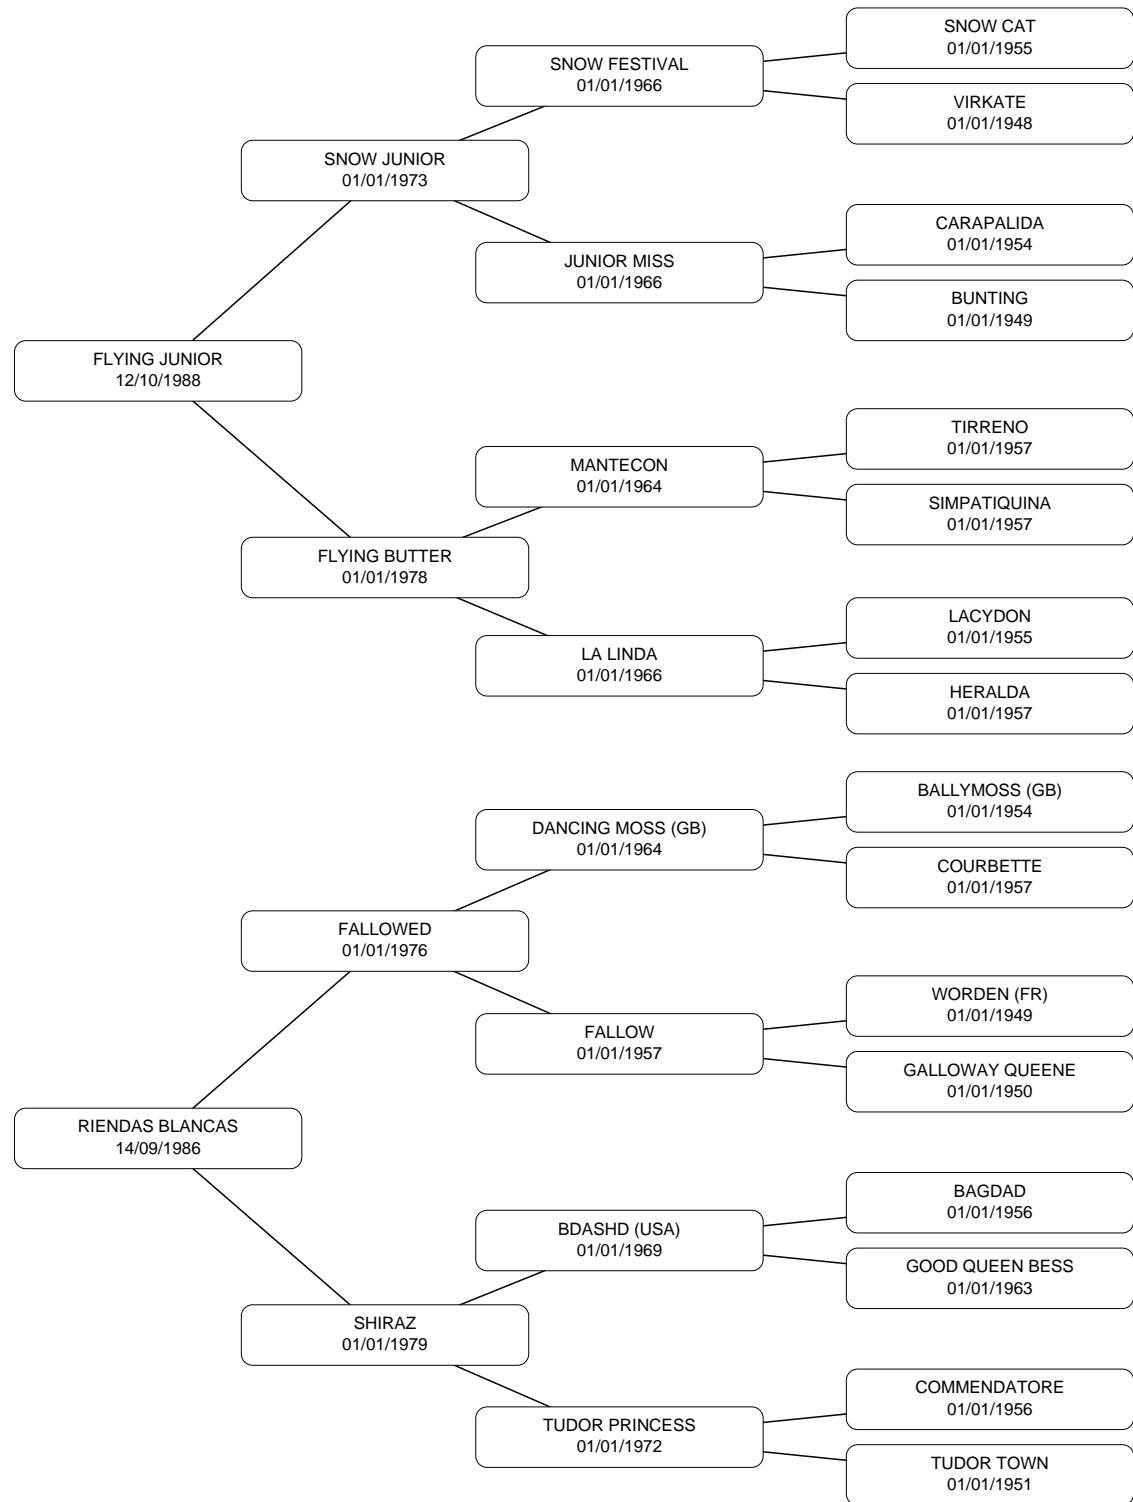 SNOW CAT
01/01/1955
SNOW FESTIVAL
01/01/1966
VIRKATE
01/01/1948
SNOW JUNIOR
01/01/1973
CARAPALIDA
01/01/1954
JUNIOR MISS
01/01/1966
BUNTING
01/01/1949
FLYING JUNIOR
12/10/1988
TIRRENO
01/01/1957
MANTECON
01/01/1964
SIMPATIQUINA
01/01/1957
FLYING BUTTER
01/01/1978
LACYDON
01/01/1955
LA LINDA
01/01/1966
HERALDA
01/01/1957
BALLYMOSS (GB)
01/01/1954
DANCING MOSS (GB)
01/01/1964
COURBETTE
01/01/1957
FALLOWED
01/01/1976
WORDEN (FR)
01/01/1949
FALLOW
01/01/1957
GALLOWAY QUEENE
01/01/1950
RIENDAS BLANCAS
14/09/1986
BAGDAD
01/01/1956
BDASHD (USA)
01/01/1969
GOOD QUEEN BESS
01/01/1963
SHIRAZ
01/01/1979
COMMENDATORE
01/01/1956
TUDOR PRINCESS
01/01/1972
TUDOR TOWN
01/01/1951